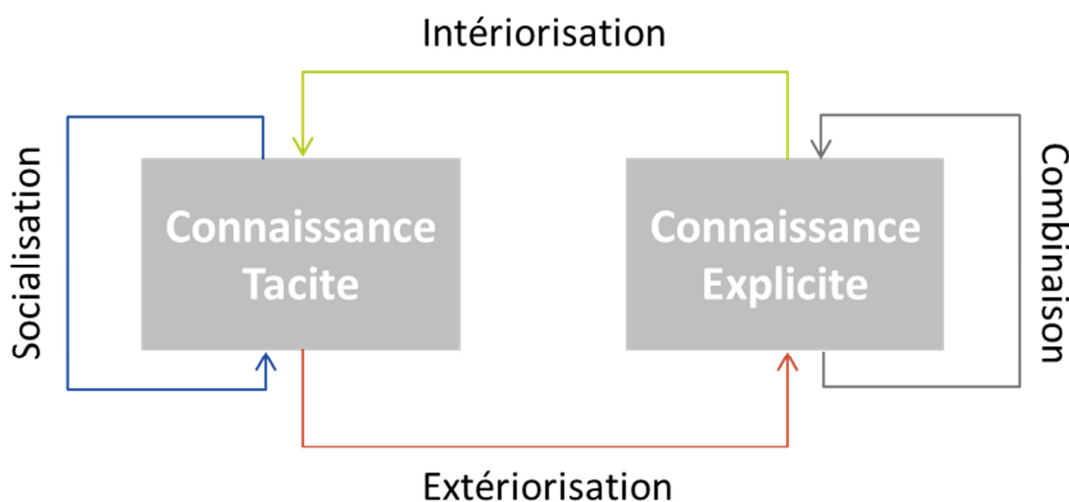 Intériorisation
Socialisation
Connaissance
Tacite
Connaissance
Explicite
Combinaison
Extériorisation